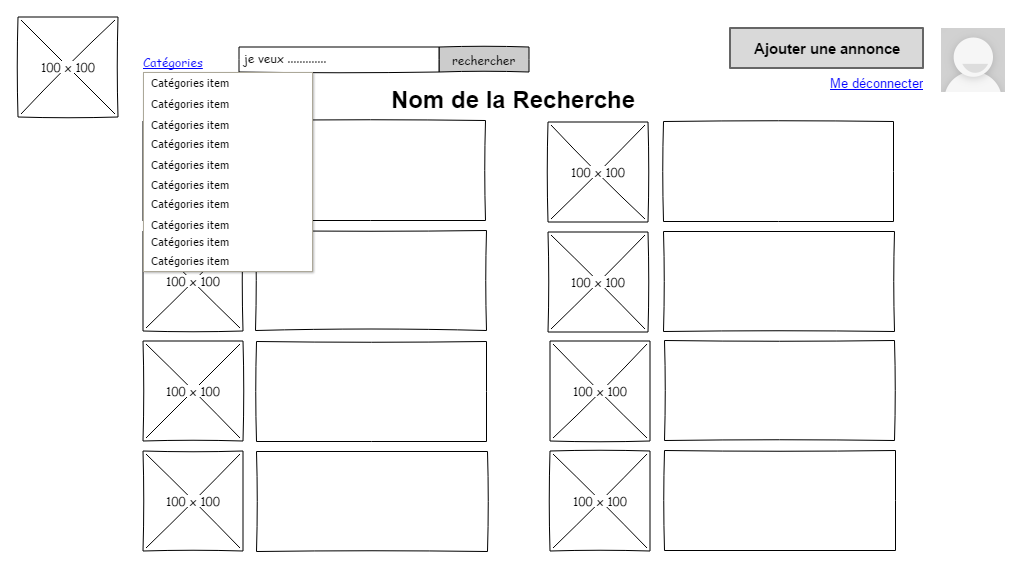 100 x 100
Catégories
je veux .............
rechercher
Ajouter une annonce
Me déconnecter
Catégories item
Catégories item
Catégories item
Catégories item
Catégories item
Catégories item
Catégories item
Catégories item
Catégories item
Catégories item
Nom de la Recherche
100 x 100
100 x 100
100 x 100
100 x 100
100 x 100
100 x 100
100 x 100